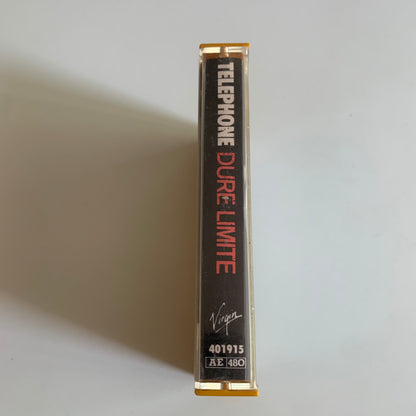 TELEPHONE DURE LIMITE
Virgin
401915
AE 480